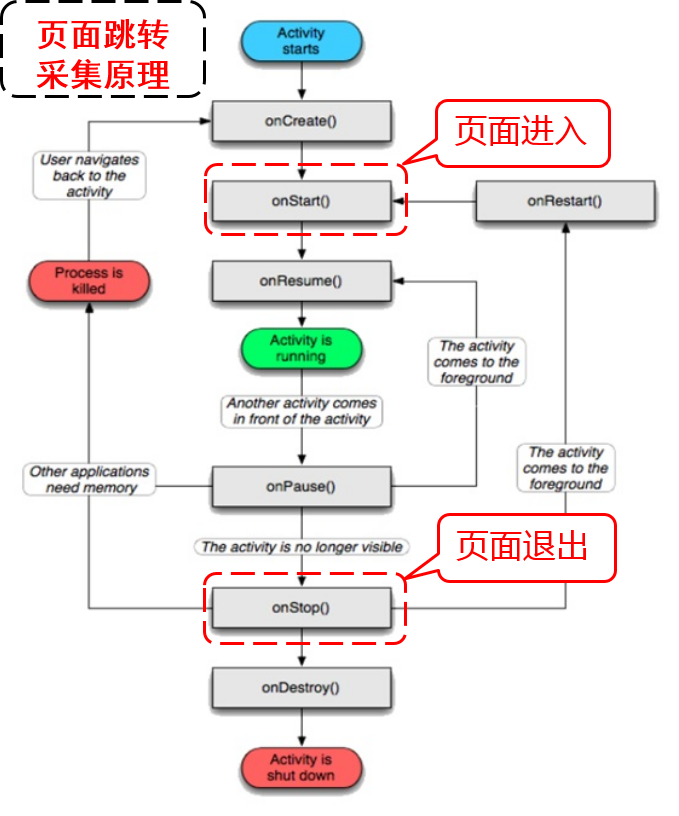 页面跳转
采集原理
Activity
starts
onCreate()
页面进入
User navigates
back to the
activity
onStart()
onRestart()
Process is
killed
onResume()
Activity is
running
The activity
comes to the
foreground
Another activity comes
in front of the activity
The activity
comes to the
foreground
Other applications
need memory
onPause()
The activity is no longer visible
页面退出
onStop()
onDestroy()
Activity is
shut down